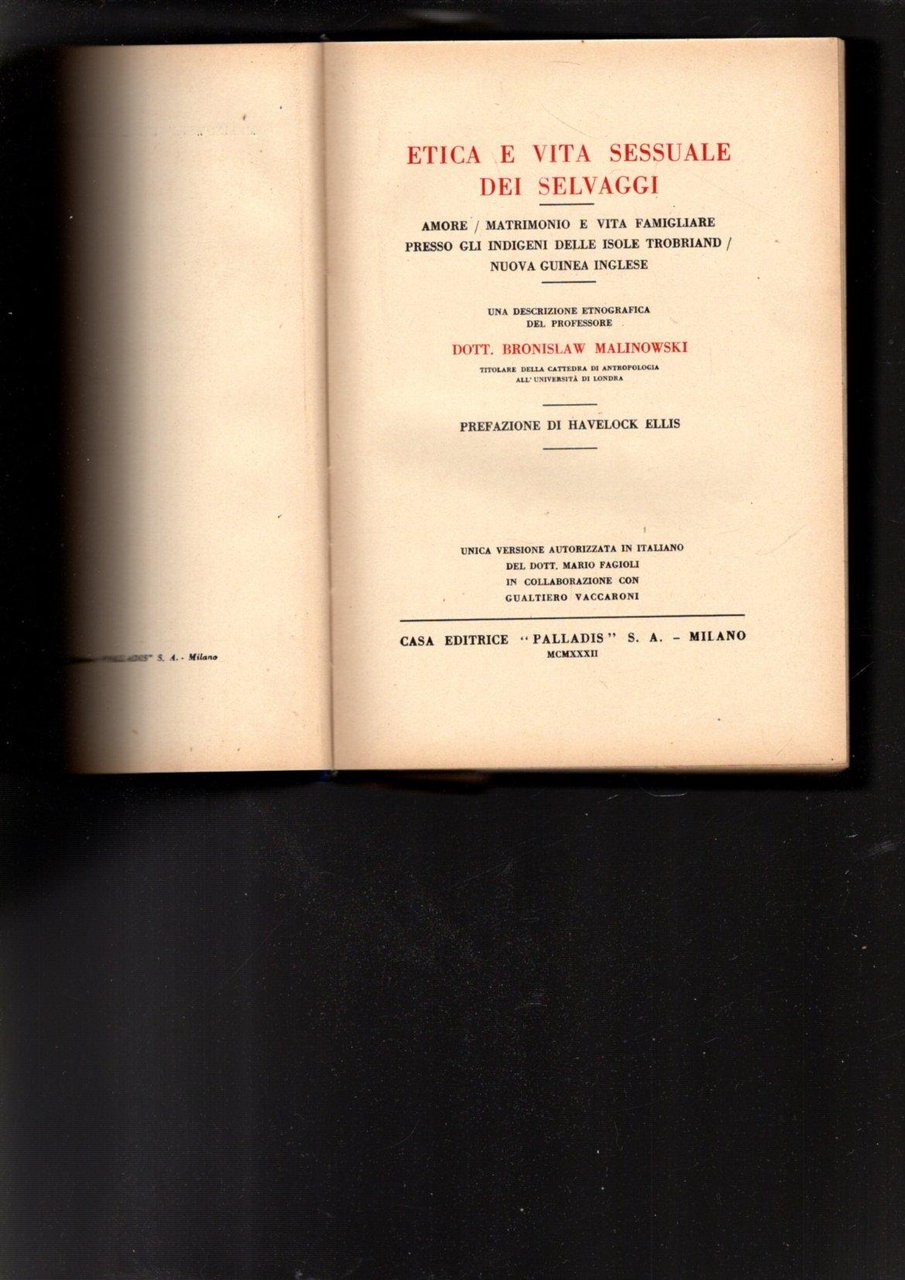 S. A. - Milano
ETICA E VITA SESSUALE
DEI SELVAGGI
AMORE / MATRIMONIO E VITA FAMIGLIARE
PRESSO GLI INDIGENI DELLE ISOLE TROBRIAND /
NUOVA GUINEA INGLESE
UNA DESCRIZIONE ETNOGRAFICA
DEL PROFESSORE
DOTT. BRONISLAW MALINOWSKI
TITOLARE DELLA CATTEDRA DI ANTROPOLOGIA
ALL'UNIVERSITÀ DI LONDRA
PREFAZIONE DI HAVELOCK ELLIS
UNICA VERSIONE AUTORIZZATA IN ITALIANO
DEL DOTT. MARIO FAGIOLI
IN COLLABORAZIONE CON
GUALTIERO VACCARONI
CASA EDITRICE “PALLADIS” S. A. - MILANO
MCMXXXII